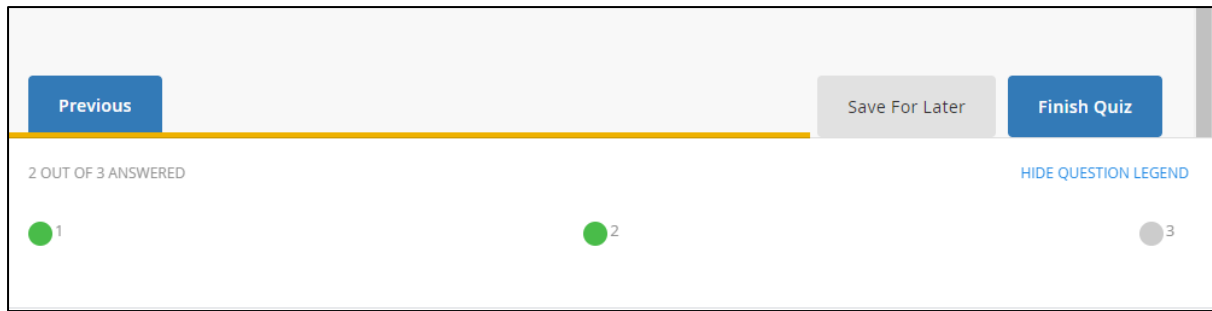 Previous
Save For Later
Finish Quiz
2 OUT OF 3 ANSWERED
HIDE QUESTION LEGEND
1
2
3